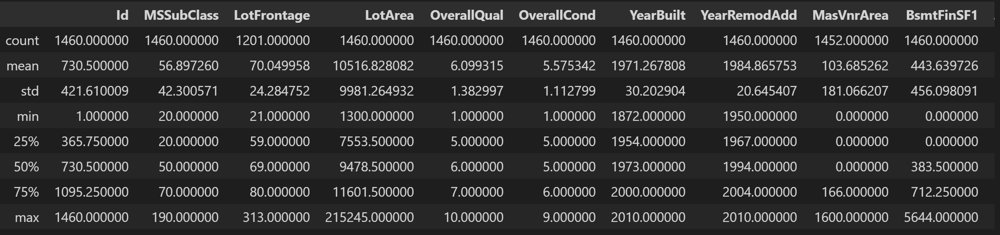 Id MSSubClass LotFrontage LotArea OverallQual OverallCond YearBuilt YearRemodAdd MasVnrArea BsmtFinSF1
count 1460.000000 1460.000000 1201.000000 1460.000000 1460.000000 1460.000000 1460.000000 1460.000000 1452.000000 1460.000000
mean 730.500000 56.897260 70.049958 10516.828082 6.099315 5.575342 1971.267808 1984.865753 103.685262 443.639726
std 421.610009 42.300571 24.284752 9981.264932 1.382997 1.112799 30.202904 20.645407 181.066207 456.098091
min 1.000000 20.000000 21.000000 1300.000000 1.000000 1.000000 1872.000000 1950.000000 0.000000 0.000000
25% 365.750000 20.000000 59.000000 7553.500000 5.000000 5.000000 1954.000000 1967.000000 0.000000 0.000000
50% 730.500000 50.000000 69.000000 9478.500000 6.000000 5.000000 1973.000000 1994.000000 0.000000 383.500000
75% 1095.250000 70.000000 80.000000 11601.500000 7.000000 6.000000 2000.000000 2004.000000 166.000000 712.250000
max 1460.000000 190.000000 313.000000 215245.000000 10.000000 9.000000 2010.000000 2010.000000 1600.000000 5644.000000